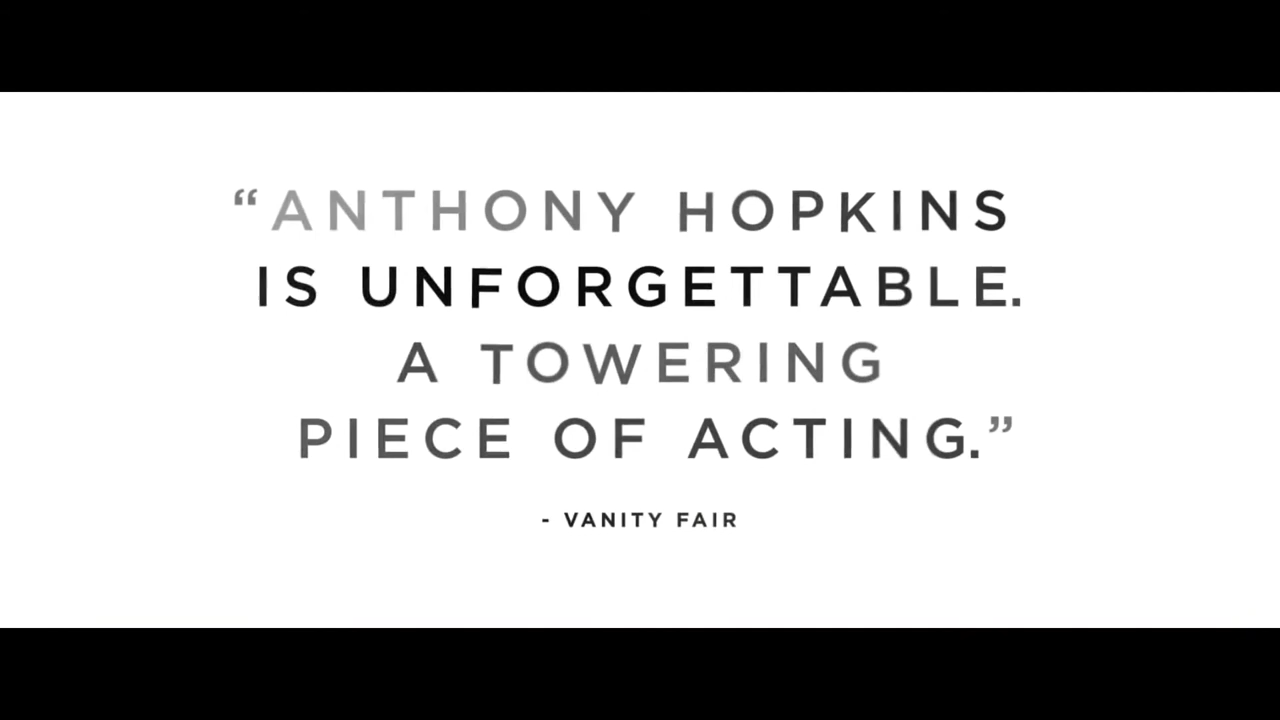 “ANTHONY HOPKINS
IS UNFORGETTABLE.
A TOWERING
PIECE OF ACTING.”
- VANITY FAIR